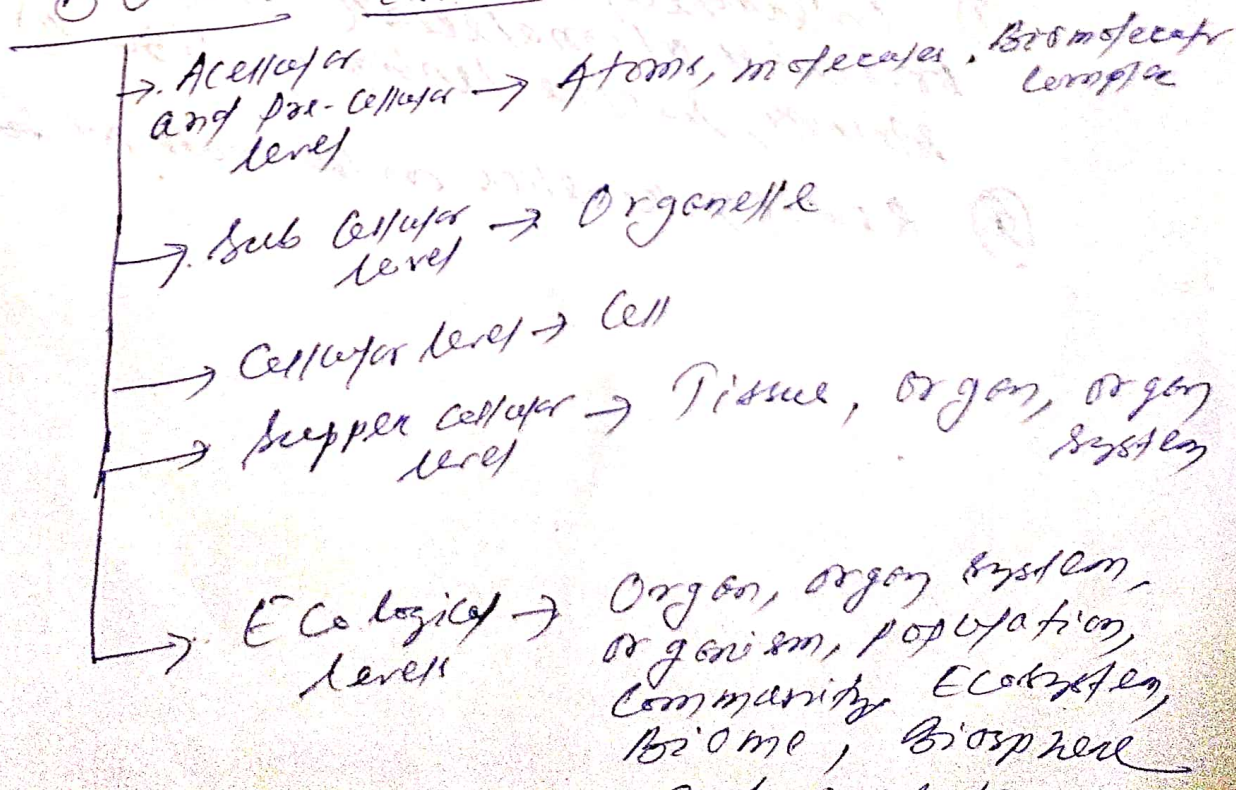 Acellular
and Pre-cellular → Atoms, molecules, Biomolecular
level complex
Sub Cellular → Organelle
level
Cellular level → Cell
Supper cellular → Tissue, organ, organ
level system
Ecological → Organ, organ system,
levels organism, population,
Community Ecosystem,
Biome, Biosphere